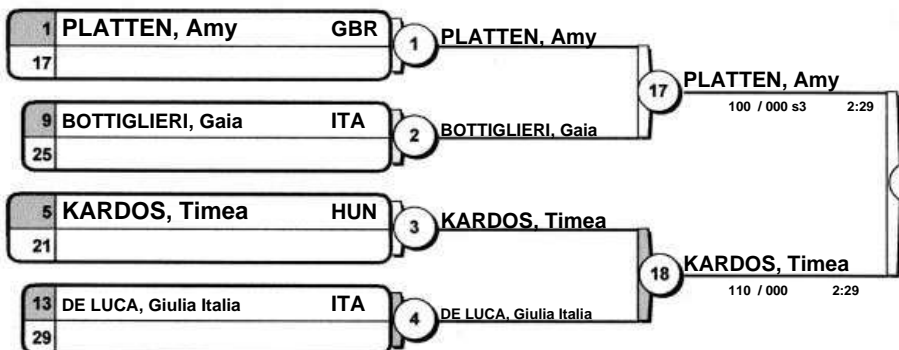 1 PLATTEN, Amy GBR
17
1 PLATTEN, Amy
17 PLATTEN, Amy
100 / 000 s3 2:29
9 BOTTIGLIERI, Gaia ITA
25
2 BOTTIGLIERI, Gaia
5 KARDOS, Timea HUN
21
3 KARDOS, Timea
18 KARDOS, Timea
110 / 000 2:29
13 DE LUCA, Giulia Italia ITA
29
4 DE LUCA, Giulia Italia